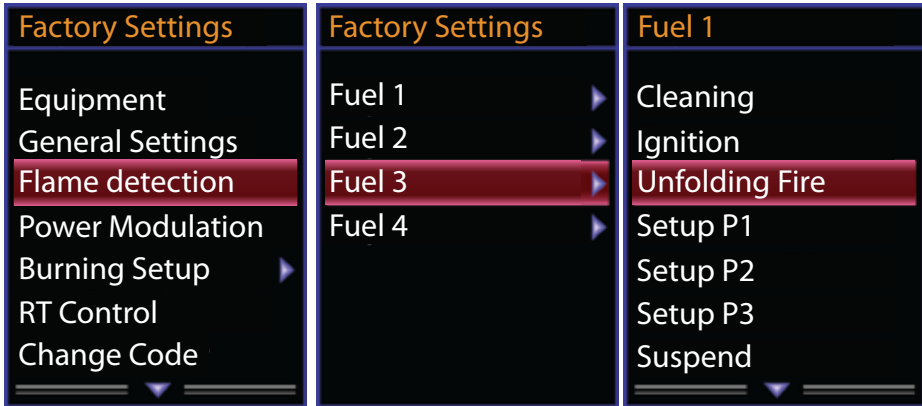 Factory Settings
Equipment
General Settings
Flame detection
Power Modulation
Burning Setup
RT Control
Change Code
Factory Settings
Fuel 1
Fuel 2
Fuel 3
Fuel 4
Fuel 1
Cleaning
Ignition
Unfolding Fire
Setup P1
Setup P2
Setup P3
Suspend